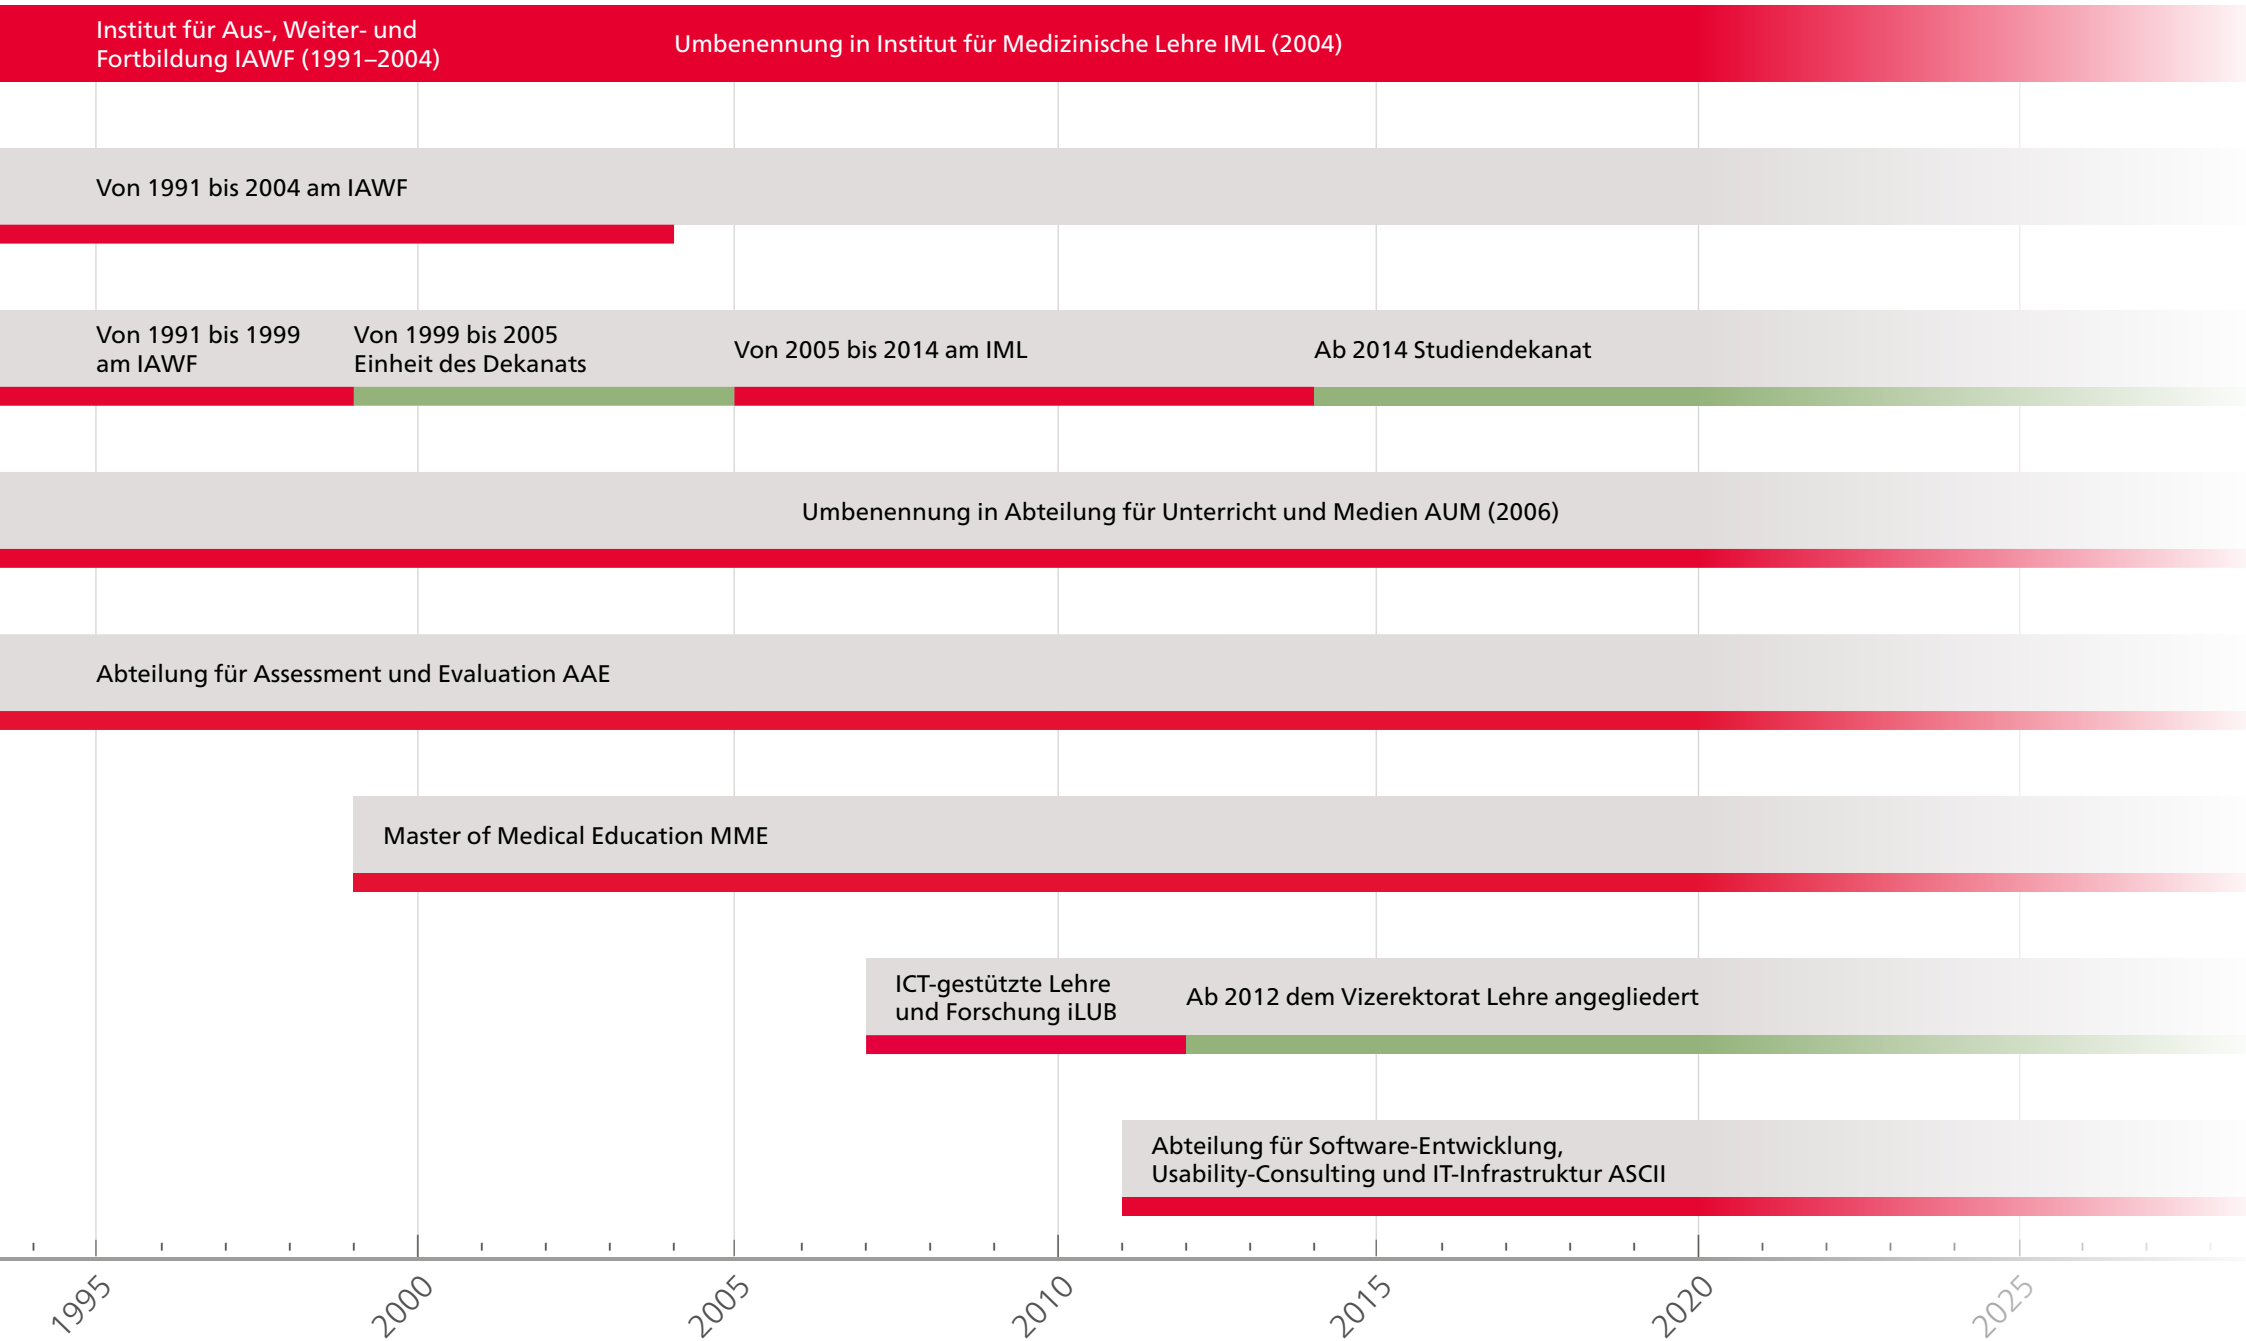 Institut für Aus-, Weiter- und
Fortbildung IAWF (1991–2004)
Umbenennung in Institut für Medizinische Lehre IML (2004)
Von 1991 bis 2004 am IAWF
Von 1991 bis 1999
am IAWF
Von 1999 bis 2005
Einheit des Dekanats
Von 2005 bis 2014 am IML
Ab 2014 Studiendekanat
Umbenennung in Abteilung für Unterricht und Medien AUM (2006)
Abteilung für Assessment und Evaluation AAE
Master of Medical Education MME
ICT-gestützte Lehre
und Forschung iLUB
Ab 2012 dem Vizerektorat Lehre angegliedert
Abteilung für Software-Entwicklung,
Usability-Consulting und IT-Infrastruktur ASCII
1995
2000
2005
2010
2015
2020
2025